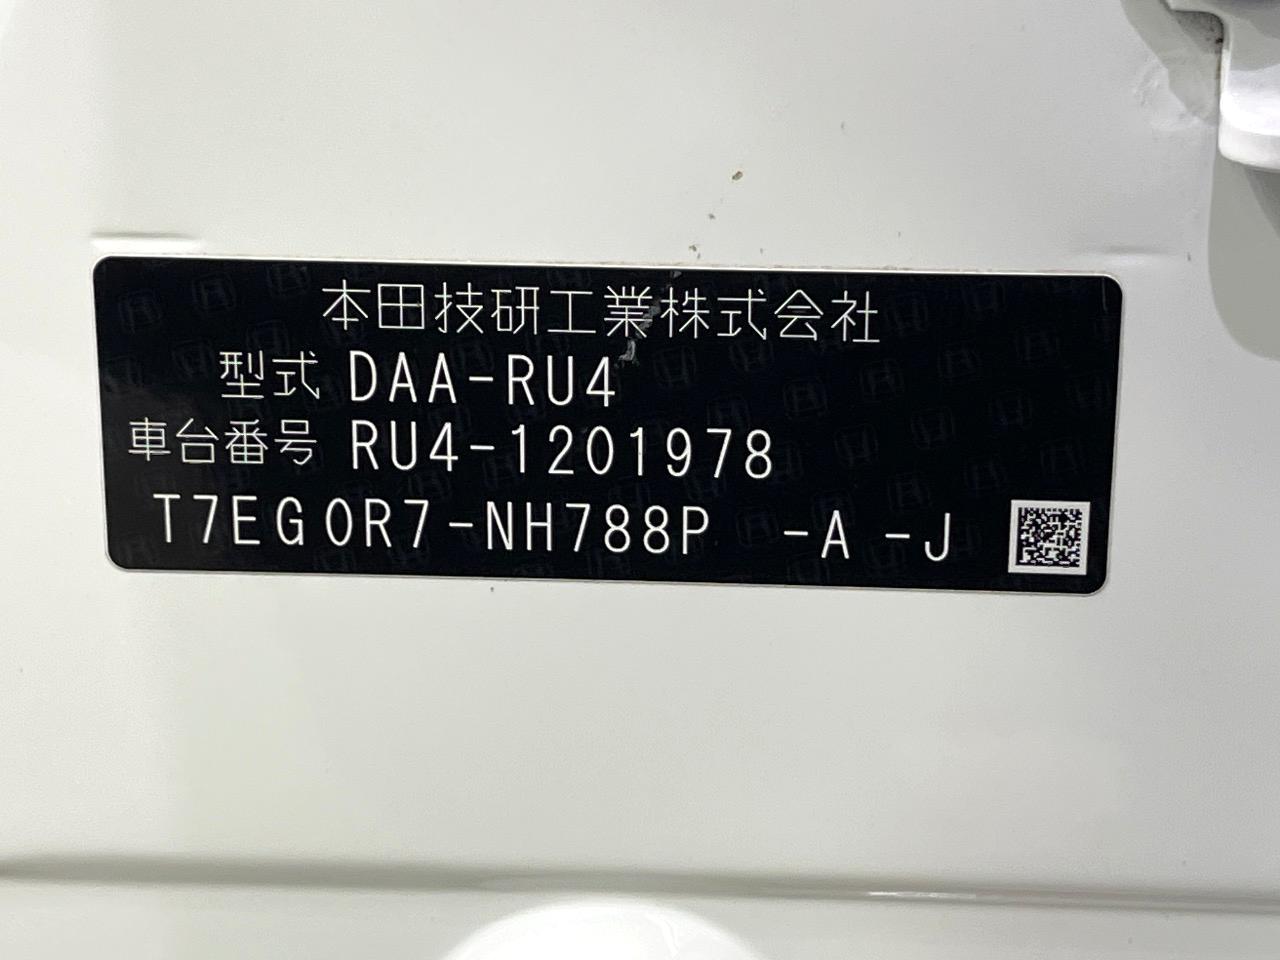 本田技研工業株式会社
型式 DAA-RU4
車台番号 RU4-1201978
T7EG0R7-NH788P -A -J